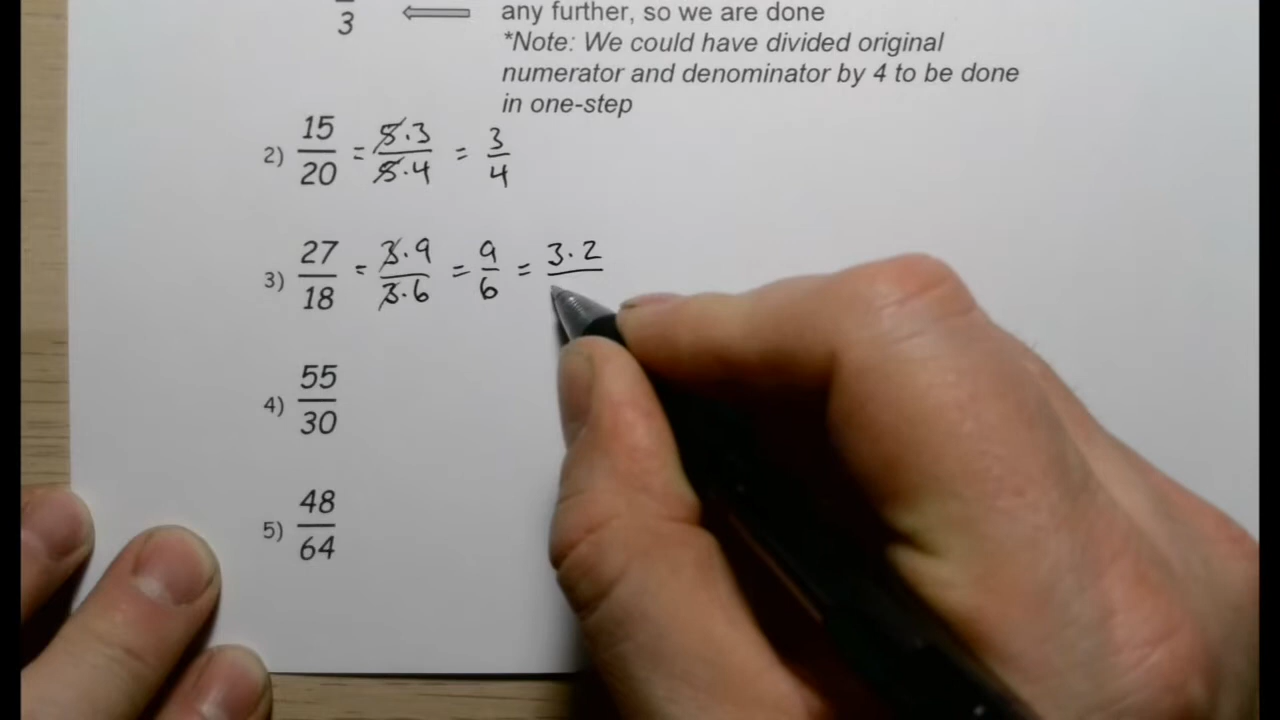 3 any further, so we are done
*Note: We could have divided original
numerator and denominator by 4 to be done
in one-step
2) 15/20 = 5·3/5·4 = 3/4
3) 27/18 = 3·9/3·6 = 9/6 = 3·2/
4) 55/30
5) 48/64